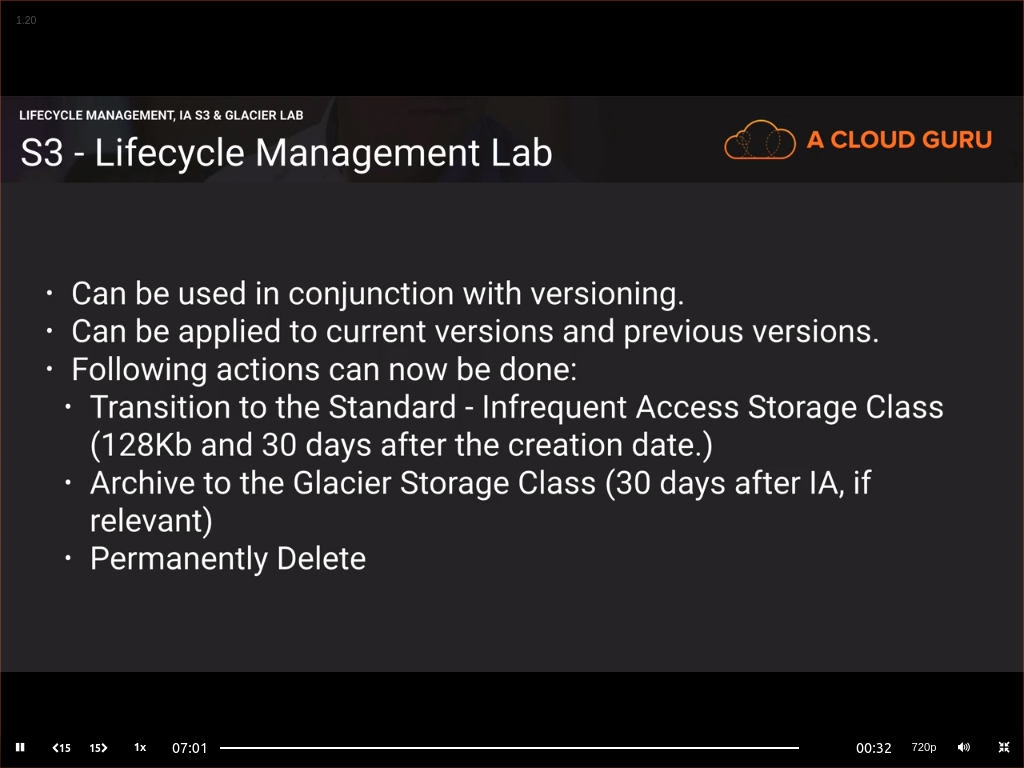 1.20
LIFECYCLE MANAGEMENT, IA S3 & GLACIER LAB
S3 - Lifecycle Management Lab
A CLOUD GURU
• Can be used in conjunction with versioning.
• Can be applied to current versions and previous versions.
• Following actions can now be done:
• Transition to the Standard - Infrequent Access Storage Class
(128Kb and 30 days after the creation date.)
• Archive to the Glacier Storage Class (30 days after IA, if
relevant)
• Permanently Delete
15 15 1x 07:01 00:32 720p